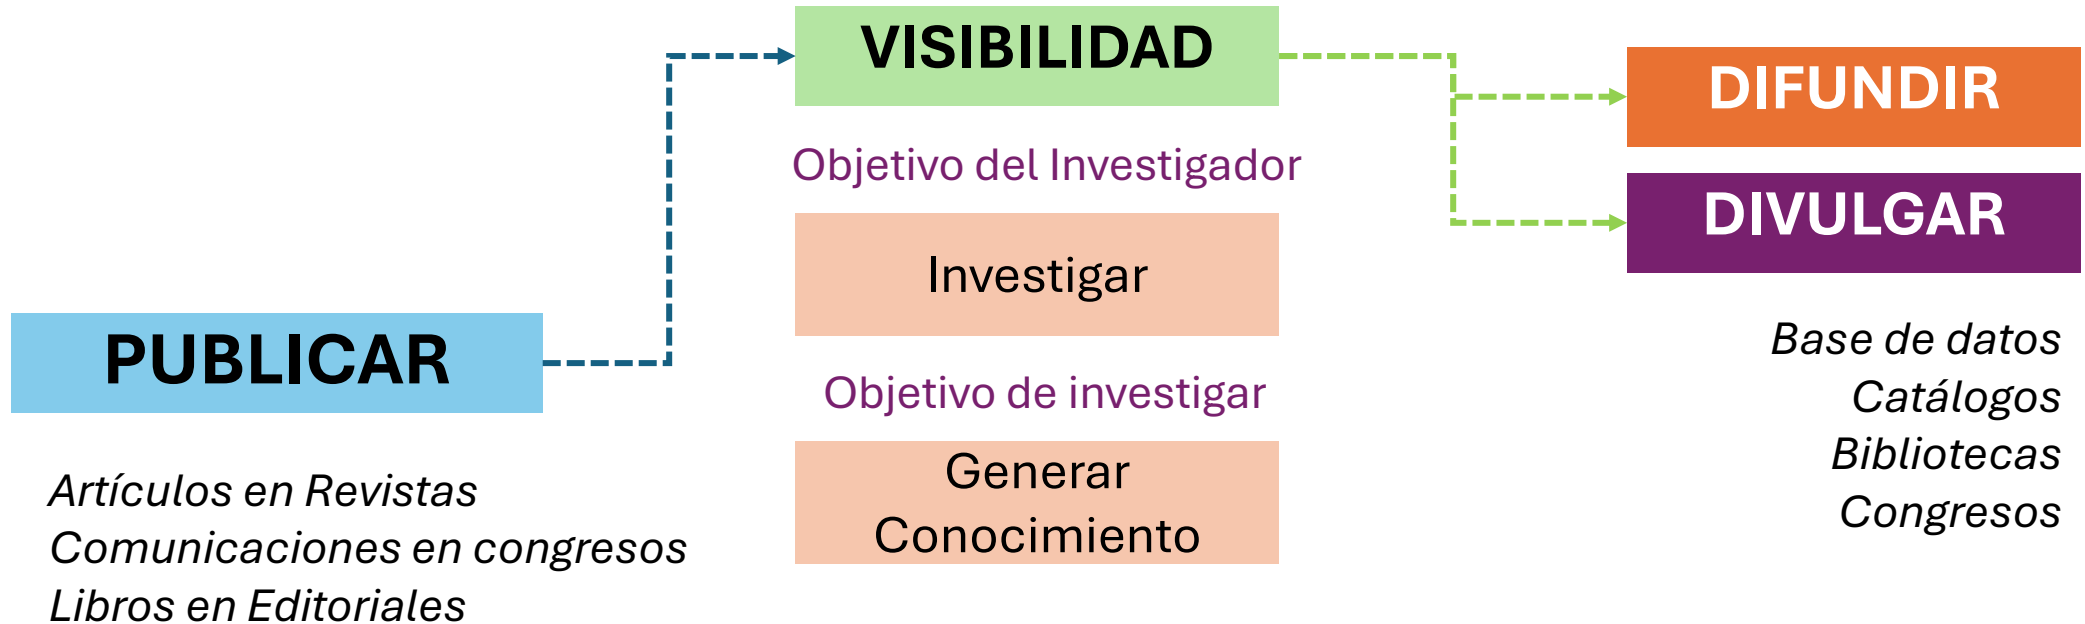 PUBLICAR
Artículos en Revistas
Comunicaciones en congresos
Libros en Editoriales
VISIBILIDAD
Objetivo del Investigador
Investigar
Objetivo de investigar
Generar
Conocimiento
DIFUNDIR
DIVULGAR
Base de datos
Catálogos
Bibliotecas
Congresos